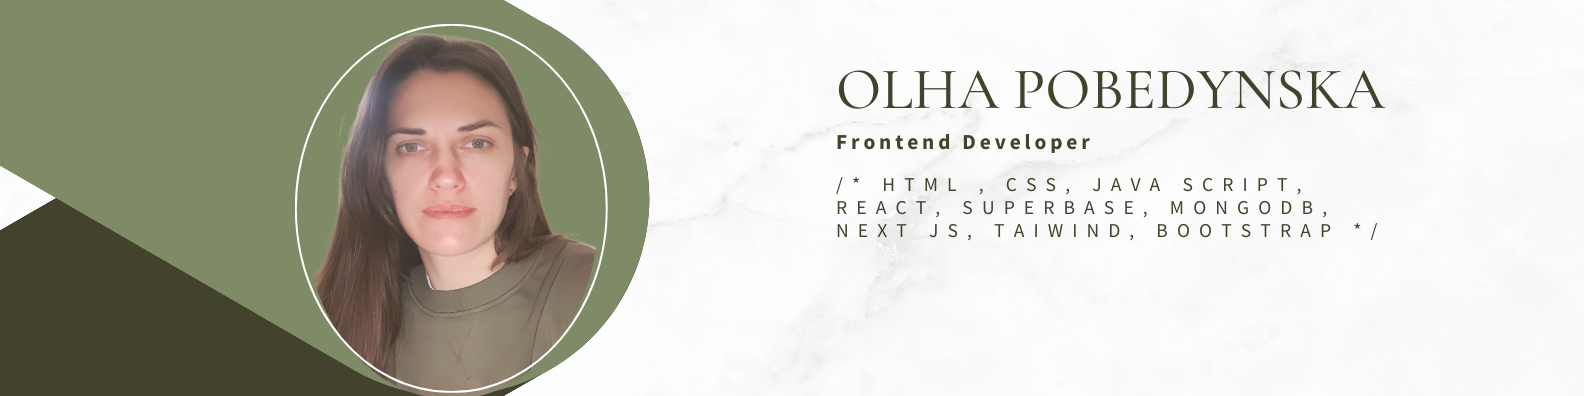 OLHA POBEDYNSKA
Frontend Developer
/* HTML , CSS, JAVA SCRIPT,
REACT, SUPERBASE, MONGODB,
NEXT JS, TAIWIND, BOOTSTRAP */